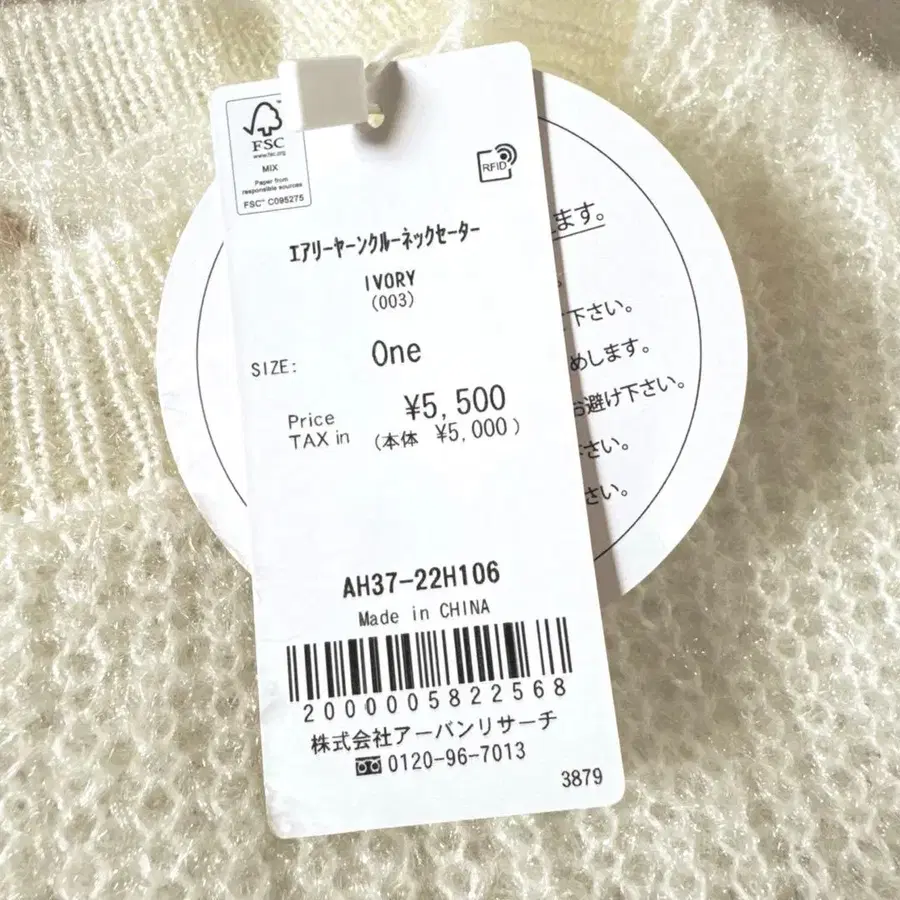 FSC
www.fsc.org
MIX
Paper from
responsible sources
FSC™ C095275
RFID
エアリーヤーンクルーネックセーター
IVORY
(003)
SIZE: One
Price ¥5,500
TAX in (本体 ¥5,000)
AH37-22H106
Made in CHINA
2000005822568
株式会社アーバンリサーチ
0120-96-7013
3879
ます。
下さい。
めします。
お避け下さい。
さい。
さい。